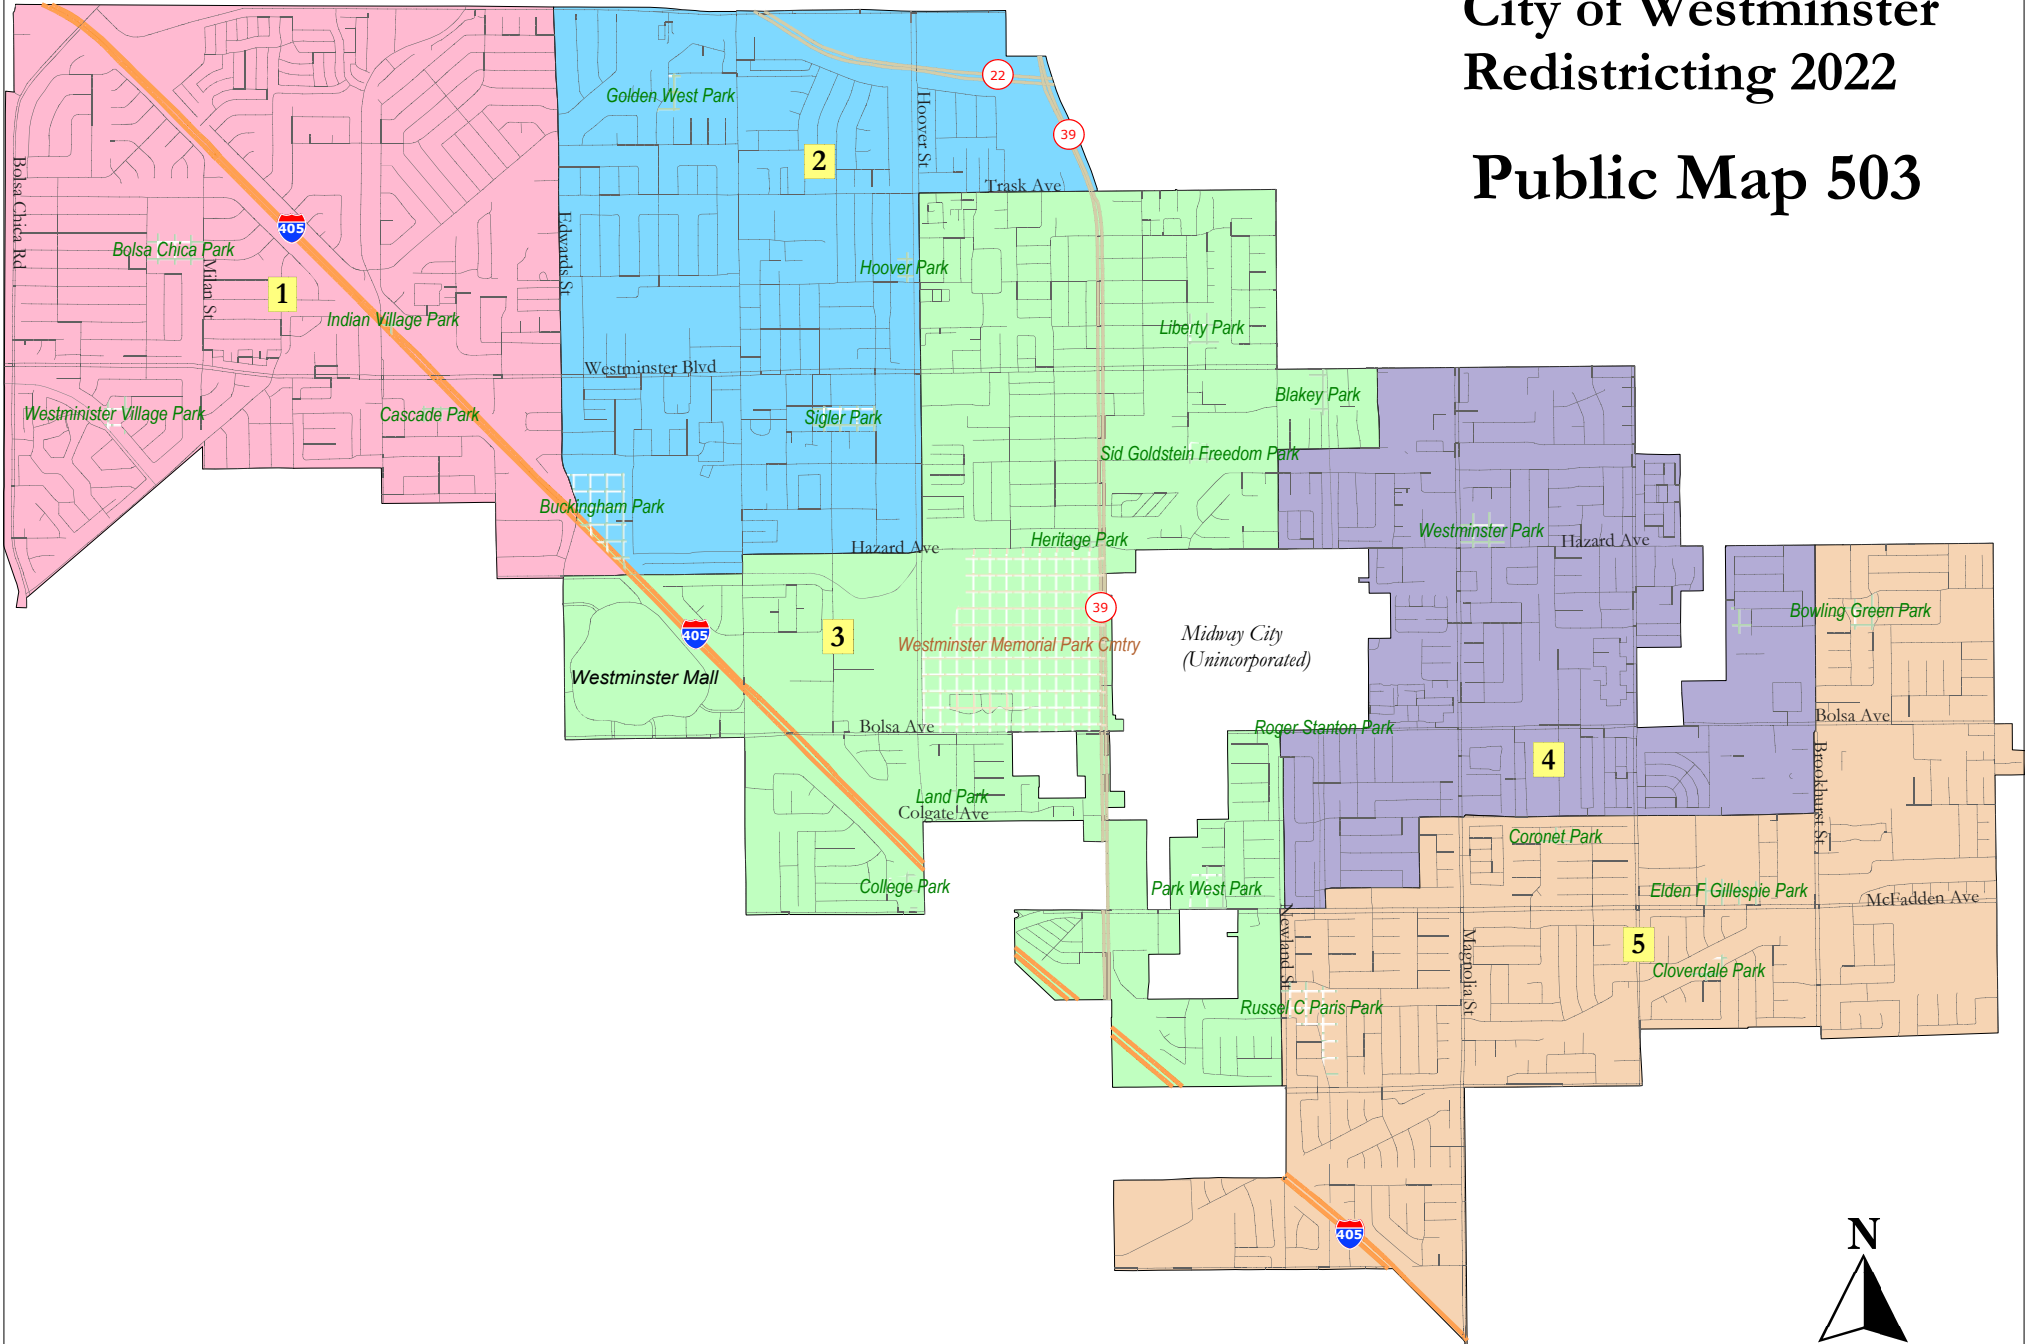 City of Westminster
Redistricting 2022
Public Map 503
22
Golden West Park
Hoover St
39
2
Bolsa Chica Rd
Trask Ave
Edwards St
405
Bolsa Chica Park
Milan St
1
Hoover Park
Indian Village Park
Liberty Park
Westminster Blvd
Blakey Park
Westminister Village Park
Cascade Park
Sigler Park
Sid Goldstein Freedom Park
Buckingham Park
Westminster Park
Heritage Park
Hazard Ave
Hazard Ave
39
Bowling Green Park
405
3
Midway City
(Unincorporated)
Westminster Memorial Park Cmtry
Westminster Mall
Bolsa Ave
Bolsa Ave
Roger Stanton Park
4
Brookhurst St
Land Park
Colgate Ave
Coronet Park
College Park
Park West Park
Elden F Gillespie Park
McFadden Ave
Newland St
Magnolia St
5
Cloverdale Park
Russel C Paris Park
405
N